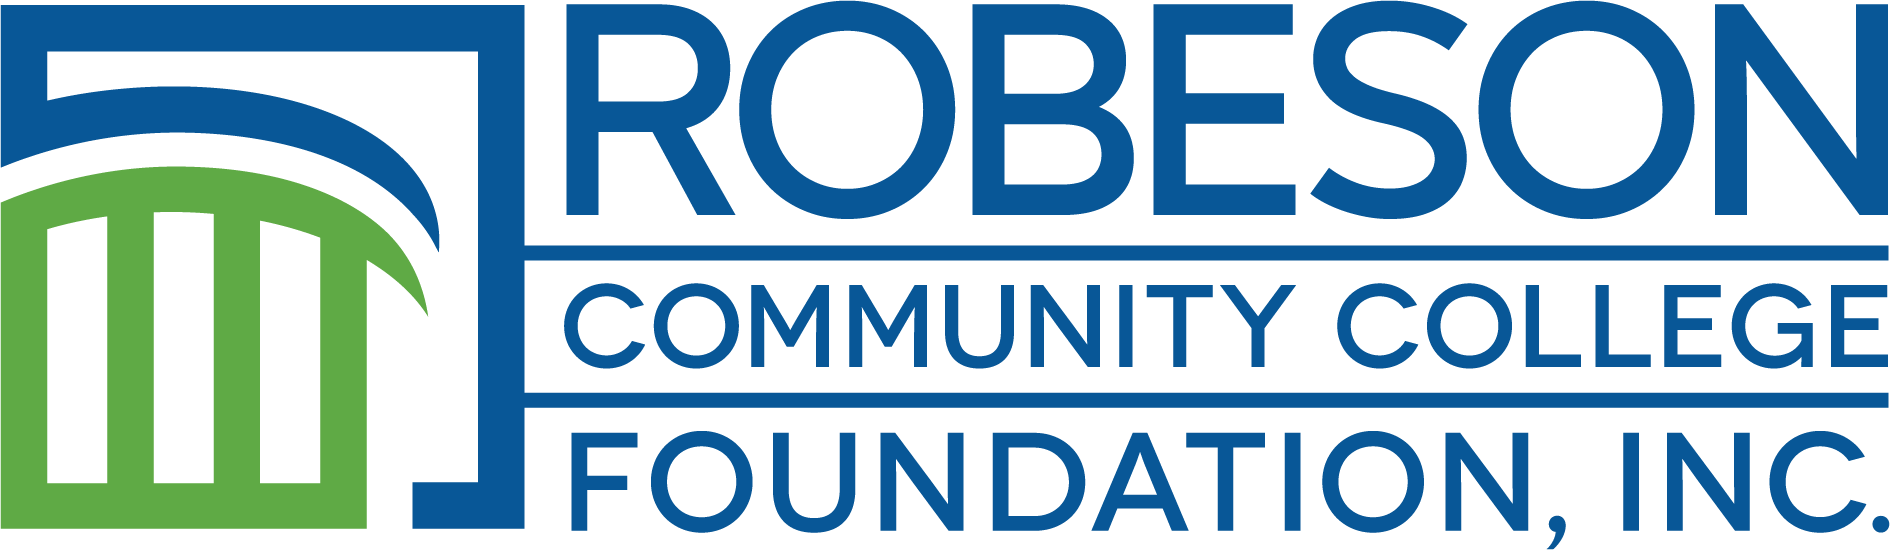 ROBESON
COMMUNITY COLLEGE
FOUNDATION, INC.